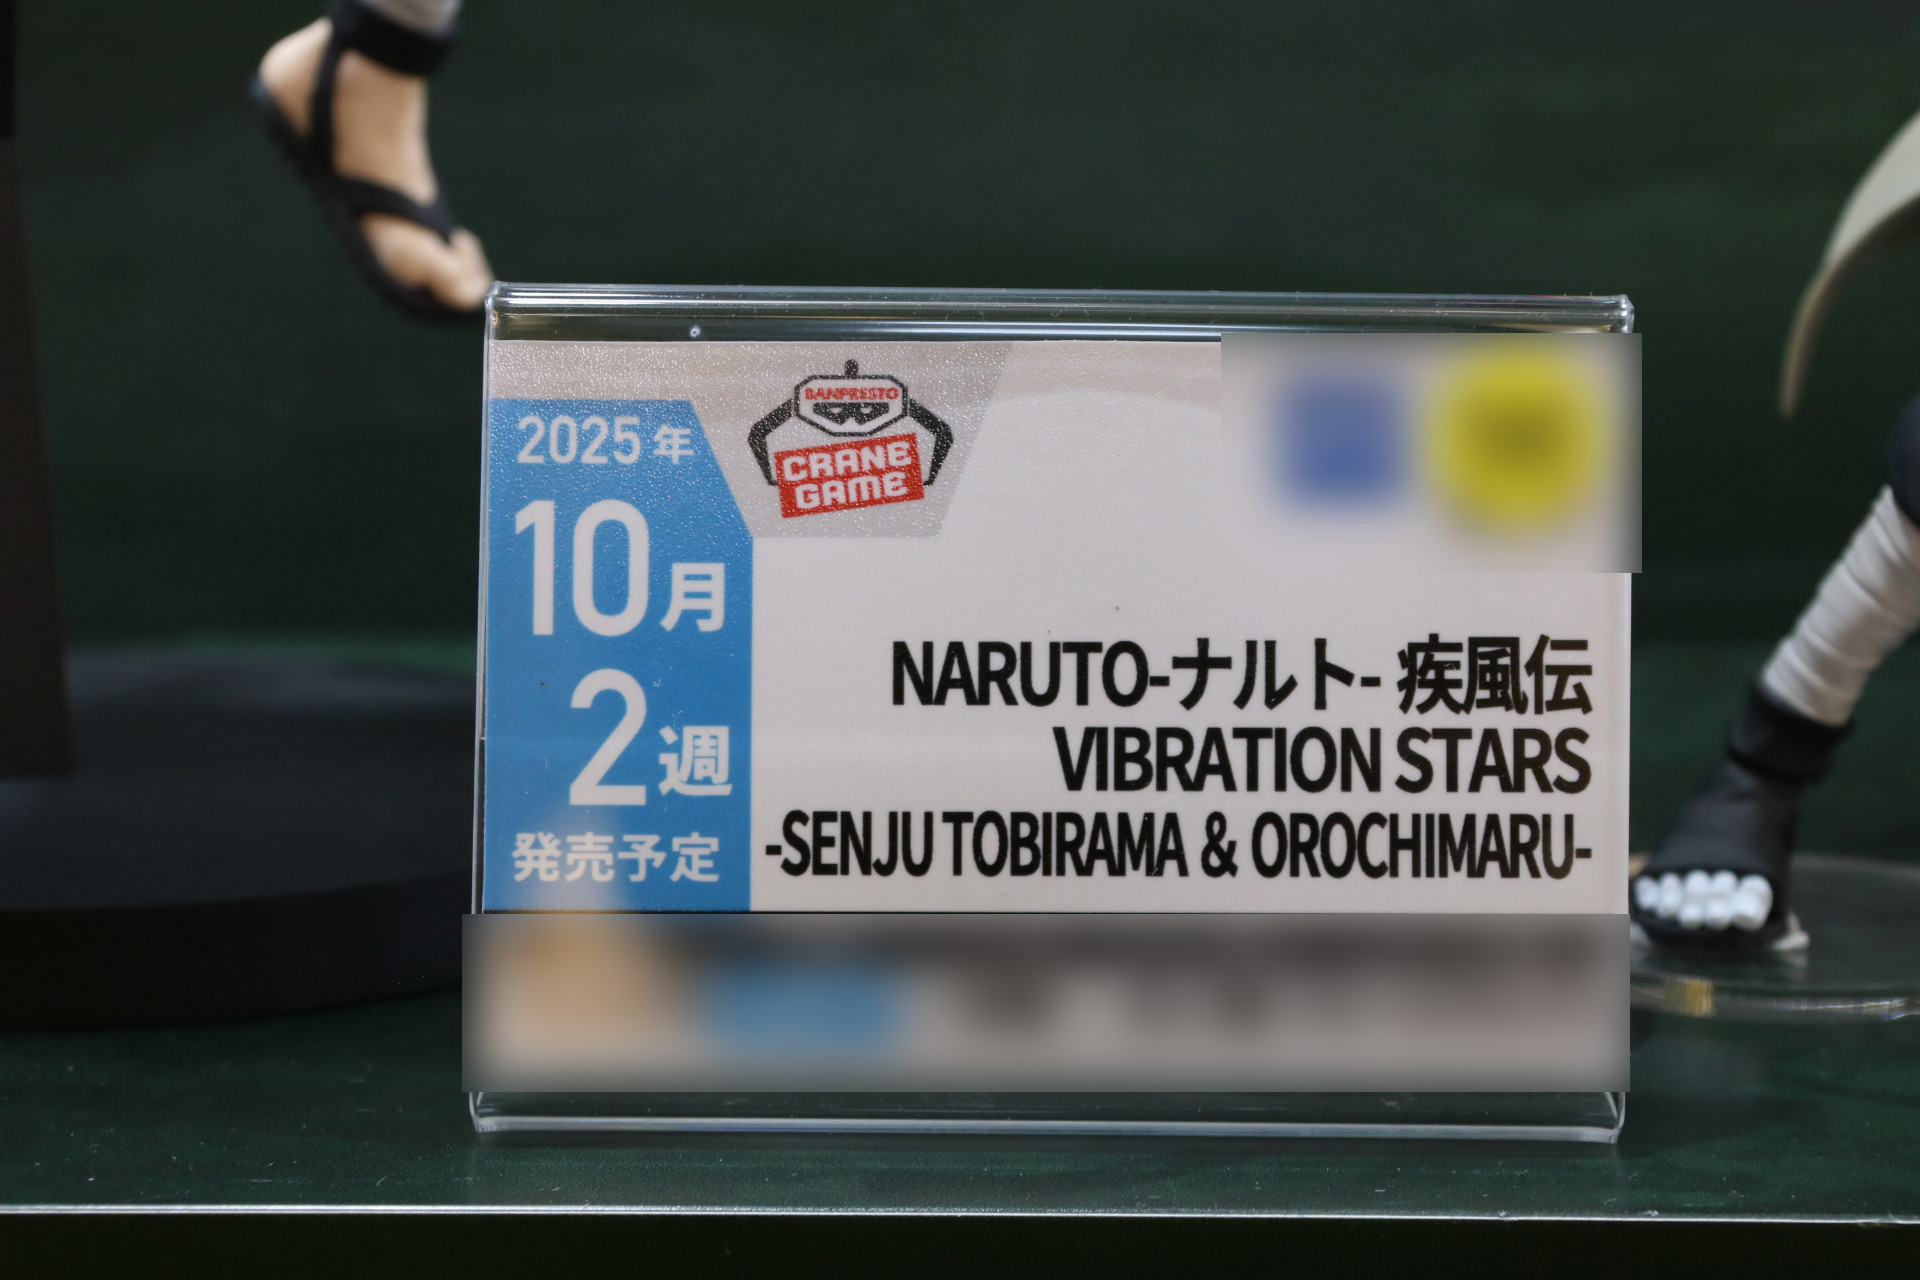 2025年
10月
2週
発売予定
BANPRESTO
CRANE
GAME
NARUTO-ナルト- 疾風伝
VIBRATION STARS
-SENJU TOBIRAMA & OROCHIMARU-